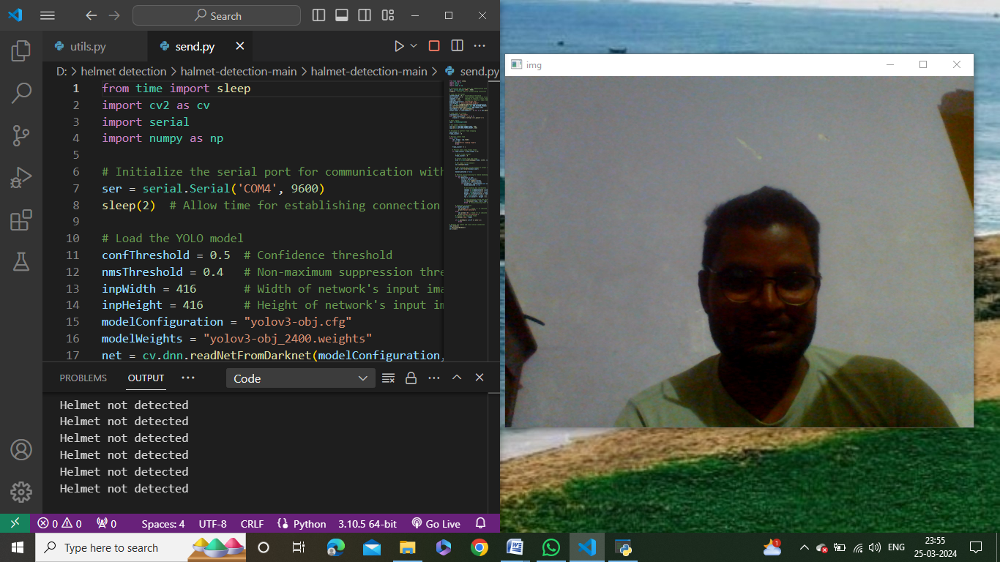 Search
utils.py
send.py
D: > helmet detection > halmet-detection-main > halmet-detection-main > send.py
1 from time import sleep
2 import cv2 as cv
3 import serial
4 import numpy as np
5
6 # Initialize the serial port for communication with
7 ser = serial.Serial('COM4', 9600)
8 sleep(2)  # Allow time for establishing connection
9
10 # Load the YOLO model
11 confThreshold = 0.5  # Confidence threshold
12 nmsThreshold = 0.4   # Non-maximum suppression thre
13 inpWidth = 416       # Width of network's input ima
14 inpHeight = 416      # Height of network's input im
15 modelConfiguration = "yolov3-obj.cfg"
16 modelWeights = "yolov3-obj_2400.weights"
17 net = cv.dnn.readNetFromDarknet(modelConfiguration,
PROBLEMS OUTPUT ··· Code
Helmet not detected
Helmet not detected
Helmet not detected
Helmet not detected
Helmet not detected
Helmet not detected
0 0 0 Spaces: 4 UTF-8 CRLF Python 3.10.5 64-bit Go Live
img
Type here to search
1
ENG
23:55
25-03-2024